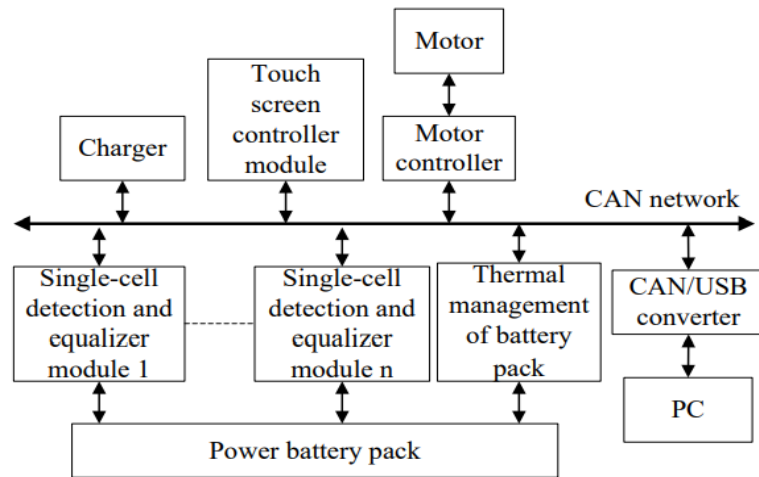 Motor
Touch
screen
controller
module
Charger
Motor
controller
CAN network
Single-cell
detection and
equalizer
module 1
Single-cell
detection and
equalizer
module n
Thermal
management
of battery
pack
CAN/USB
converter
PC
Power battery pack